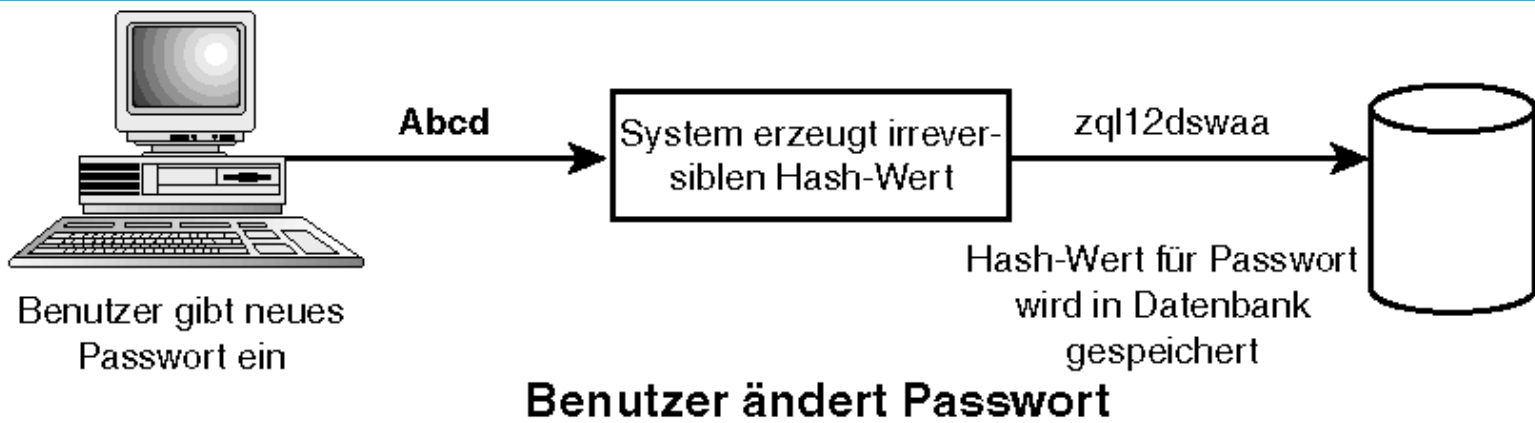 Abcd
System erzeugt irrever-
siblen Hash-Wert
zql12dswaa
Benutzer gibt neues
Passwort ein
Hash-Wert für Passwort
wird in Datenbank
gespeichert
Benutzer ändert Passwort